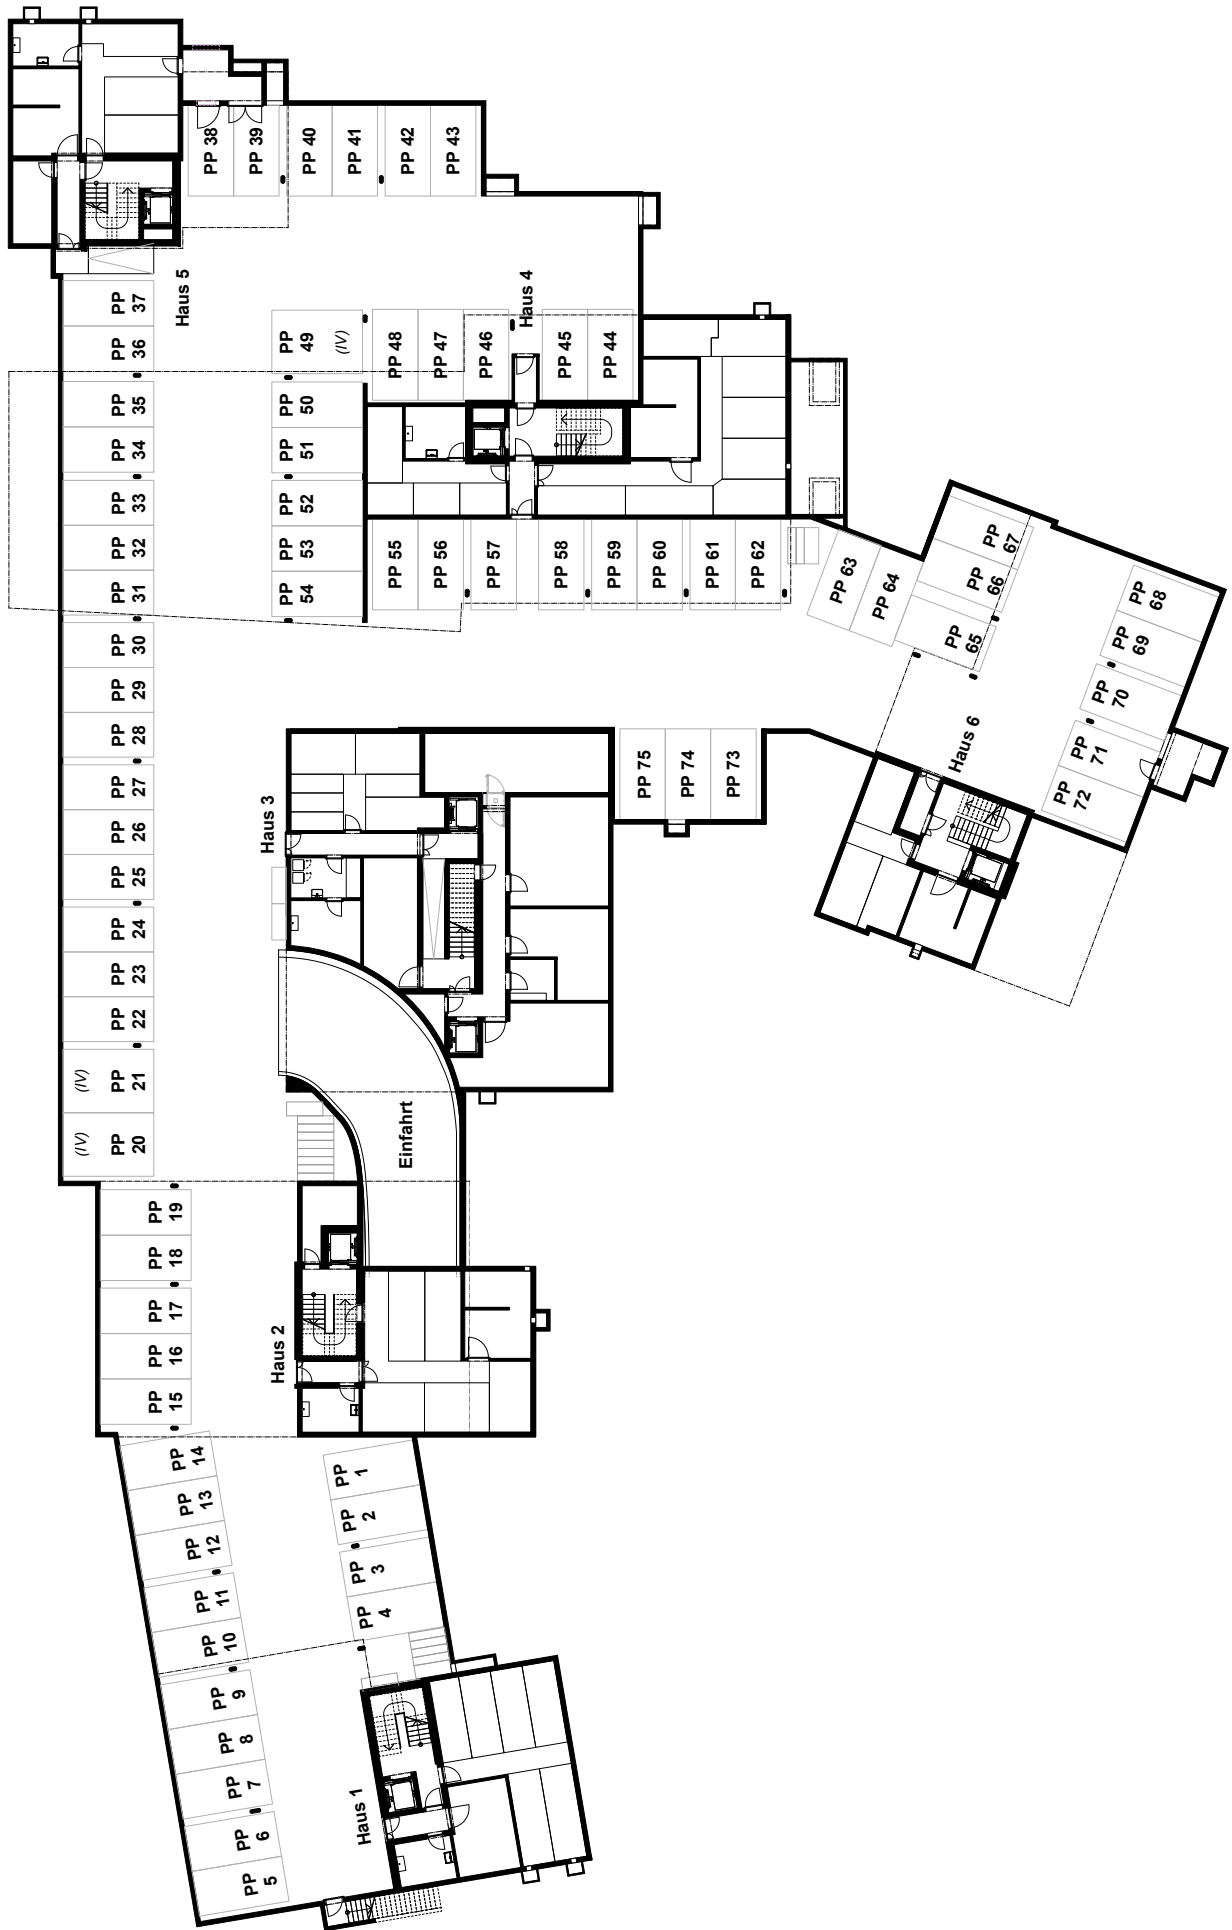 PP 38
PP 39
PP 40
PP 41
PP 42
PP 43
Haus 5
PP
37
PP
36
PP
35
PP
34
PP
33
PP
32
PP
31
PP
30
PP
29
PP
28
PP
27
PP
26
PP
25
PP
24
PP
23
PP
22
PP
21
(IV)
PP
20
(IV)
PP
49
(IV)
PP
50
PP
51
PP
52
PP
53
PP
54
Haus 4
PP 48
PP 47
PP 46
PP 45
PP 44
PP 55
PP 56
PP 57
PP 58
PP 59
PP 60
PP 61
PP 62
PP 63
PP 64
PP
65
PP
66
PP
67
PP
68
PP
69
PP
70
PP
71
PP
72
Haus 6
PP 75
PP 74
PP 73
Haus 3
Einfahrt
PP
19
PP
18
PP
17
PP
16
PP
15
Haus 2
PP
14
PP
13
PP
12
PP
11
PP
10
PP
9
PP
8
PP
7
PP
6
PP
5
PP
1
PP
2
PP
3
PP
4
Haus 1